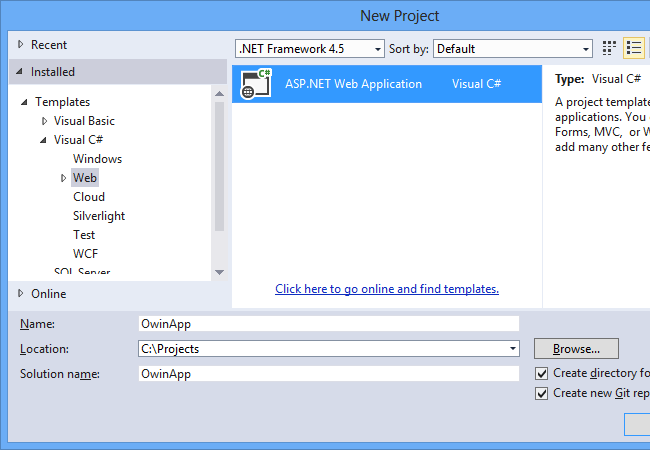 New Project
Recent
Installed
Templates
Visual Basic
Visual C#
Windows
Web
Cloud
Silverlight
Test
WCF
SQL Server
Online
.NET Framework 4.5
Sort by: Default
C#
ASP.NET Web Application Visual C#
Click here to go online and find templates.
Type: Visual C#
A project template
applications. You
Forms, MVC, or W
add many other fe
Name: OwinApp
Location: C:\Projects
Browse...
Solution name: OwinApp
Create directory fo
Create new Git rep